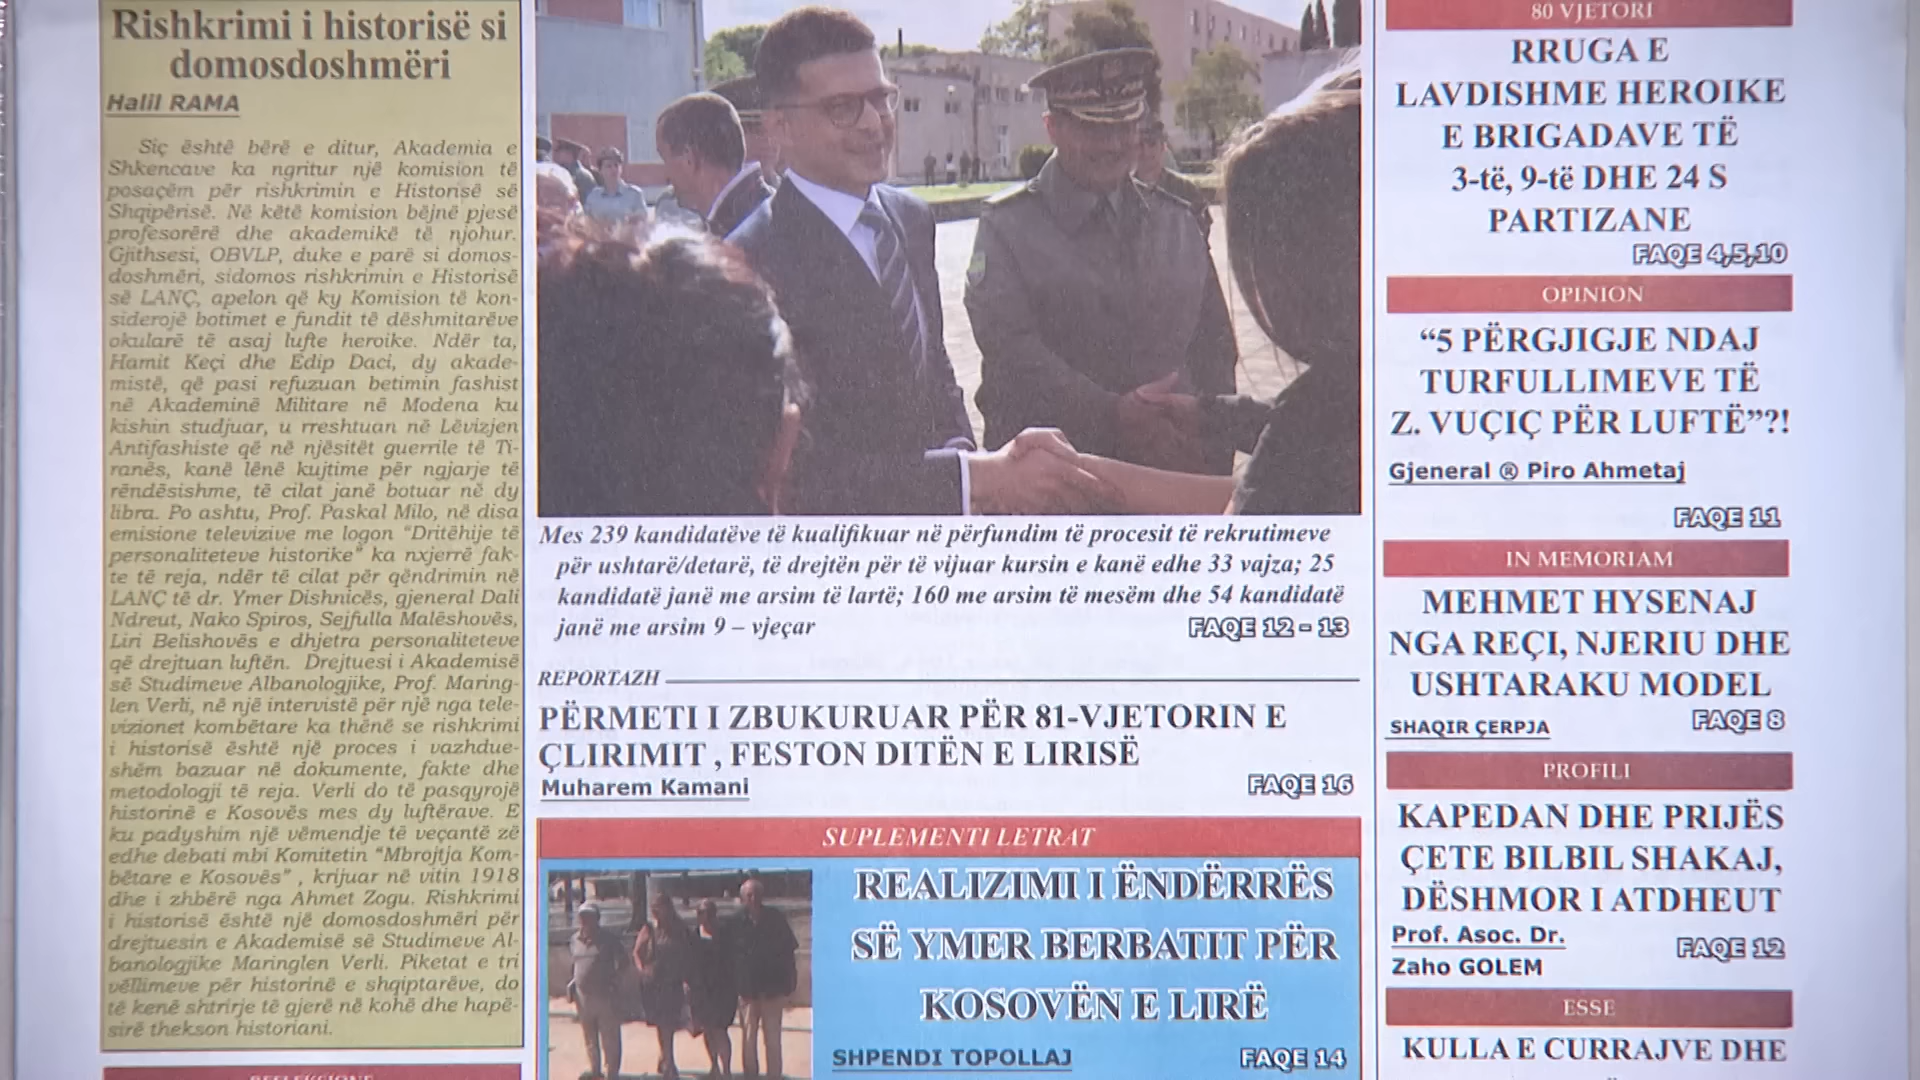 Rishkrimi i historisë si
domosdoshmëri
Halil RAMA
Siç është bërë e ditur, Akademia e
Shkencave ka ngritur një komision të
posaçëm për rishkrimin e Historisë së
Shqipërisë. Në këtë komision bëjnë pjesë
profesorërë dhe akademikë të njohur.
Gjithsesi, OBVLP, duke e parë si domos-
doshmëri, sidomos rishkrimin e Historisë
së LANÇ, apelon që ky Komision të kon-
siderojë botimet e fundit të dëshmitarëve
okularë të asaj lufte heroike. Ndër ta,
Hamit Keçi dhe Edip Daci, dy akade-
mistë, që pasi refuzuan betimin fashist
në Akademinë Militare në Modena ku
kishin studjuar, u rreshtuan në Lëvizjen
Antifashiste që në njësitët guerrile të Ti-
ranës, kanë lënë kujtime për ngjarje të
rëndësishme, të cilat janë botuar në dy
libra. Po ashtu, Prof. Paskal Milo, në disa
emisione televizive me logon “Dritëhije të
personaliteteve historike” ka nxjerrë fak-
te të reja, ndër të cilat për qëndrimin në
LANÇ të dr. Ymer Dishnicës, gjeneral Dali
Ndreut, Nako Spiros, Sejfulla Malëshovës,
Liri Belishovës e dhjetra personaliteteve
që drejtuan luftën. Drejtuesi i Akademisë
së Studimeve Albanologjike, Prof. Maring-
len Verli, në një intervistë për një nga tele-
vizionet kombëtare ka thënë se rishkrimi
i historisë është një proces i vazhdue-
shëm bazuar në dokumente, fakte dhe
metodologji të reja. Verli do të pasqyrojë
historinë e Kosovës mes dy luftërave. E
ku padyshim një vëmendje të veçantë zë
edhe debati mbi Komitetin “Mbrojtja Kom-
bëtare e Kosovës” , krijuar në vitin 1918
dhe i zhbërë nga Ahmet Zogu. Rishkrimi
i historisë është një domosdoshmëri për
drejtuesin e Akademisë së Studimeve Al-
banologjike Maringlen Verli. Piketat e tri
vëllimeve për historinë e shqiptarëve, do
të kenë shtrirje të gjerë në kohë dhe hapë-
sirë thekson historiani.
REFLEKSIONE
Mes 239 kandidatëve të kualifikuar në përfundim të procesit të rekrutimeve
për ushtarë/detarë, të drejtën për të vijuar kursin e kanë edhe 33 vajza; 25
kandidatë janë me arsim të lartë; 160 me arsim të mesëm dhe 54 kandidatë
janë me arsim 9 – vjeçar
FAQE 12 - 13
REPORTAZH
PËRMETI I ZBUKURUAR PËR 81-VJETORIN E
ÇLIRIMIT , FESTON DITËN E LIRISË
Muharem Kamani
FAQE 16
SUPLEMENTI LETRAT
REALIZIMI I ËNDËRRËS
SË YMER BERBATIT PËR
KOSOVËN E LIRË
SHPENDI TOPOLLAJ
FAQE 14
80 VJETORI
RRUGA E
LAVDISHME HEROIKE
E BRIGADAVE TË
3-të, 9-të DHE 24 S
PARTIZANE
FAQE 4,5,10
OPINION
“5 PËRGJIGJE NDAJ
TURFULLIMEVE TË
Z. VUÇIÇ PËR LUFTË”?!
Gjeneral ® Piro Ahmetaj
FAQE 11
IN MEMORIAM
MEHMET HYSENAJ
NGA REÇI, NJERIU DHE
USHTARAKU MODEL
SHAQIR ÇERPJA
FAQE 8
PROFILI
KAPEDAN DHE PRIJËS
ÇETE BILBIL SHAKAJ,
DËSHMOR I ATDHEUT
Prof. Asoc. Dr.
Zaho GOLEM
FAQE 12
ESSE
KULLA E CURRAJVE DHE